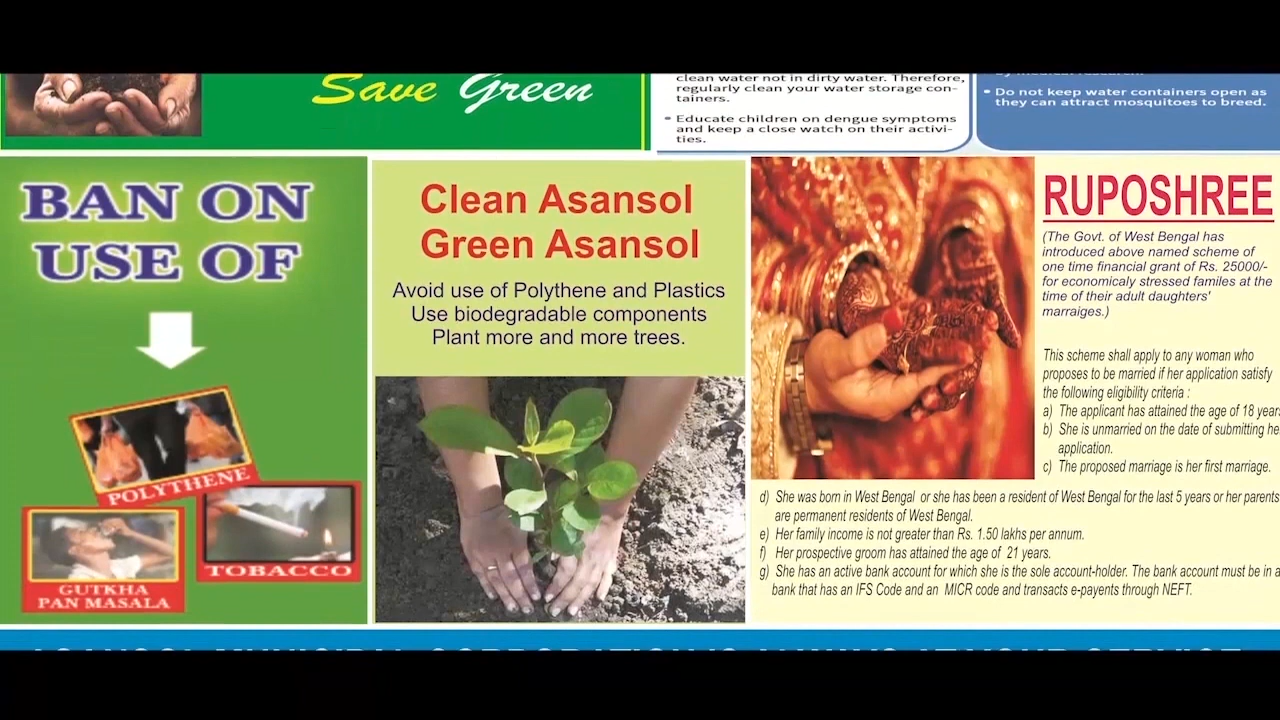 Save Green
clean water not in dirty water. Therefore,
regularly clean your water storage con-
tainers.
• Educate children on dengue symptoms
and keep a close watch on their activi-
ties.
• Do not keep water containers open as
they can attract mosquitoes to breed.
BAN ON
USE OF
POLYTHENE
GUTKHA
PAN MASALA
TOBACCO
Clean Asansol
Green Asansol
Avoid use of Polythene and Plastics
Use biodegradable components
Plant more and more trees.
RUPOSHREE
(The Govt. of West Bengal has
introduced above named scheme of
one time financial grant of Rs. 25000/-
for economicaly stressed familes at the
time of their adult daughters'
marraiges.)
This scheme shall apply to any woman who
proposes to be married if her application satisfy
the following eligibility criteria :
a) The applicant has attained the age of 18 year
b) She is unmarried on the date of submitting he
application.
c) The proposed marriage is her first marriage.
d) She was born in West Bengal or she has been a resident of West Bengal for the last 5 years or her parents
are permanent residents of West Bengal.
e) Her family income is not greater than Rs. 1.50 lakhs per annum.
f) Her prospective groom has attained the age of 21 years.
g) She has an active bank account for which she is the sole account-holder. The bank account must be in a
bank that has an IFS Code and an MICR code and transacts e-payents through NEFT.